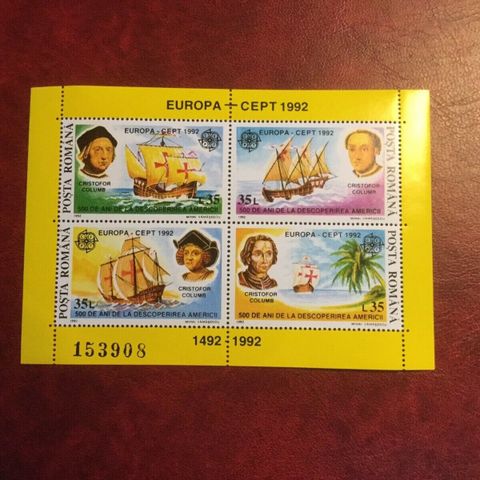 EUROPA - CEPT 1992
POSTA ROMANA
EUROPA - CEPT 1992
CRISTOFOR
COLUMB
L.35
500 DE ANI DE LA DESCOPERIREA AMERICII
1992
EUROPA - CEPT 1992
CRISTOFOR
COLUMB
35L
500 DE ANI DE LA DESCOPERIREA AMERICII
1992
POSTA ROMANA
POSTA ROMANA
EUROPA - CEPT 1992
CRISTOFOR
COLUMB
35L
500 DE ANI DE LA DESCOPERIREA AMERICII
1992
EUROPA - CEPT 1992
CRISTOFOR
COLUMB
L.35
500 DE ANI DE LA DESCOPERIREA AMERICII
1992
POSTA ROMANA
153908
1492 - 1992